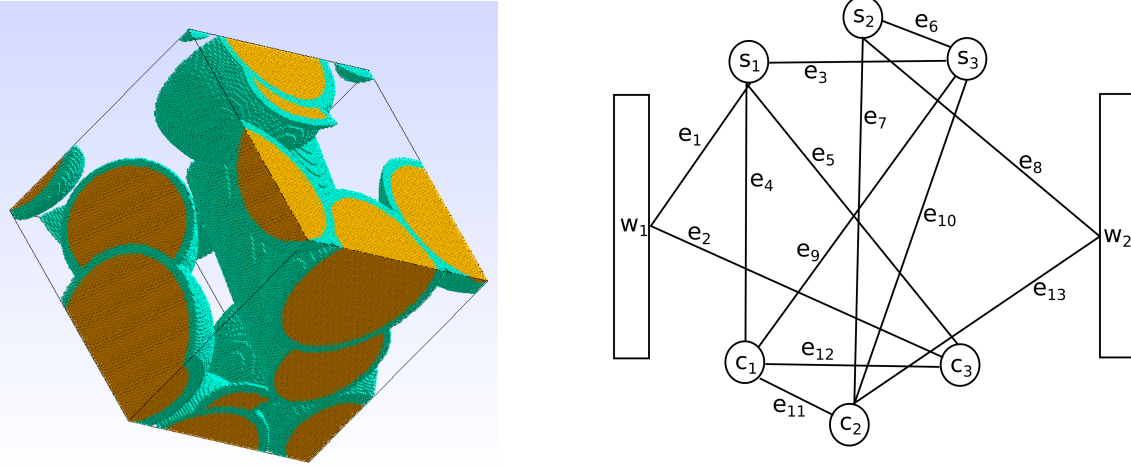 s₂
e₆
s₁
s₃
e₃
e₇
e₁
e₅
e₈
e₄
e₁₀
w₁
e₂
w₂
e₉
e₁₃
e₁₂
c₁
c₃
e₁₁
c₂